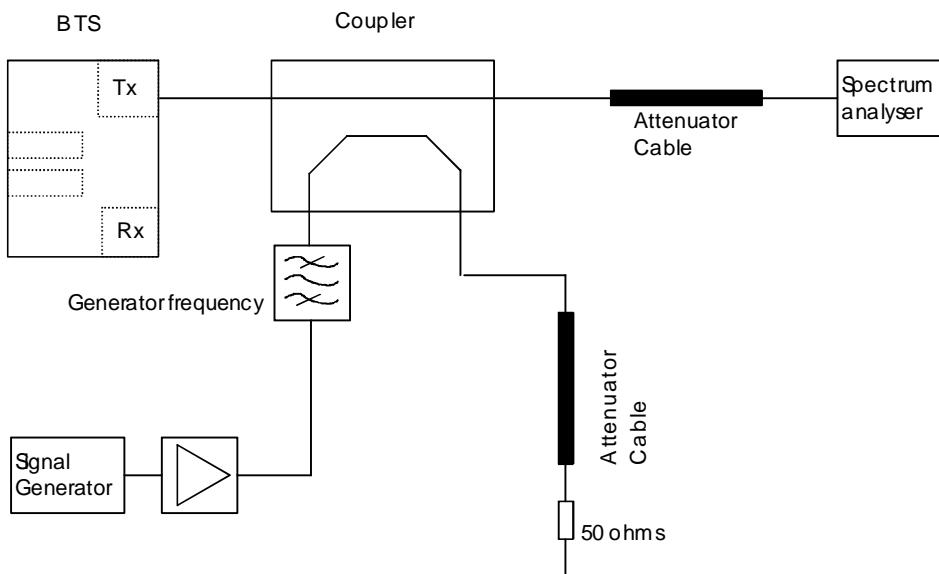 BTS
Coupler
Tx
Spectrum
analyser
Attenuator
Cable
Rx
Generator frequency
Attenuator
Cable
Signal
Generator
50 ohms